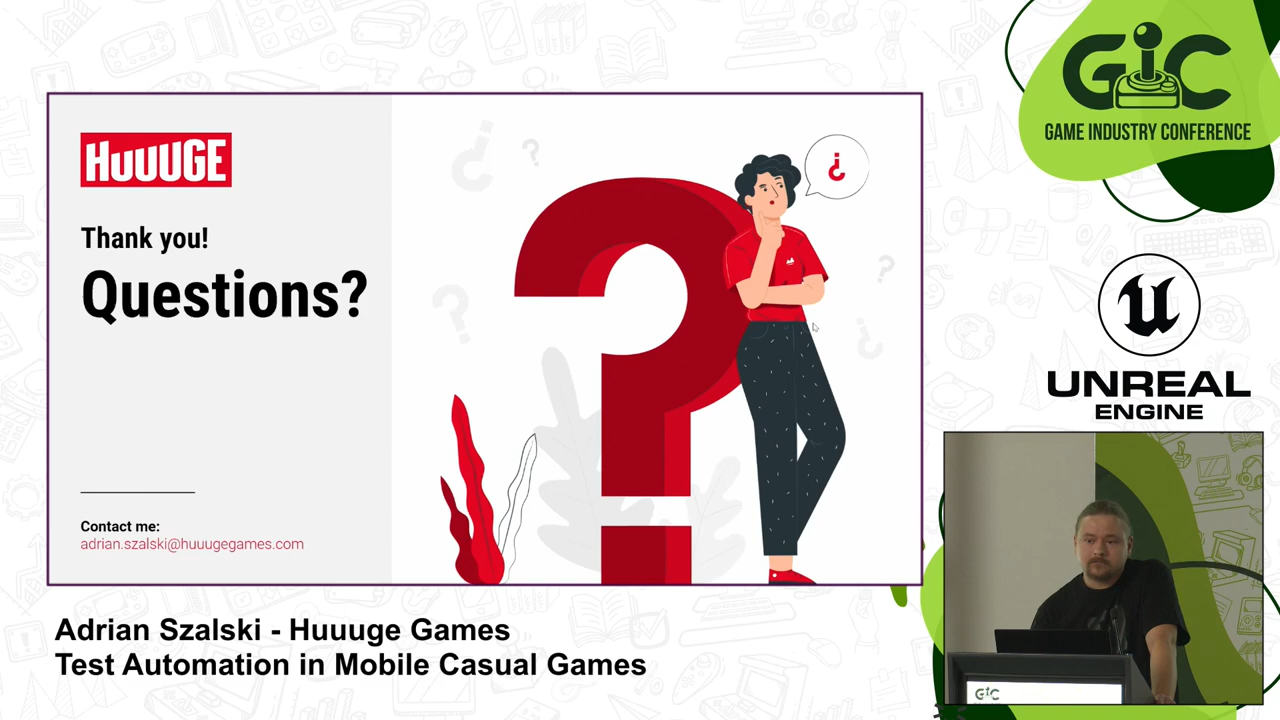 HUUUGE
Thank you!
Questions?
Contact me:
adrian.szalski@huuugegames.com
GIC
GAME INDUSTRY CONFERENCE
UNREAL
ENGINE
GIC
Adrian Szalski - Huuuge Games
Test Automation in Mobile Casual Games